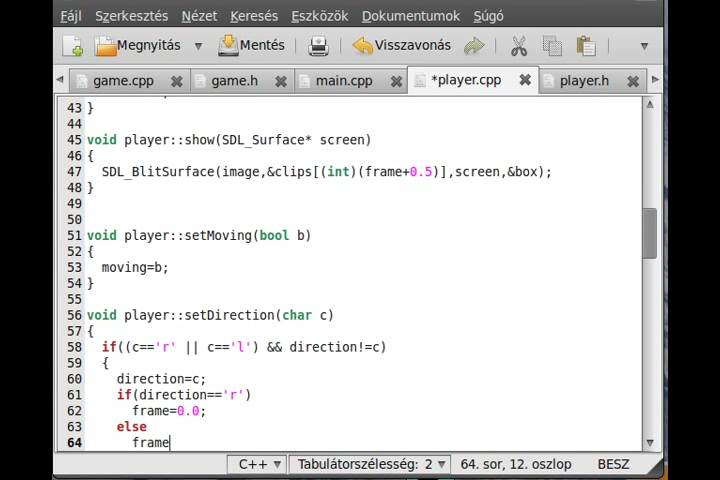 Fájl Szerkesztés Nézet Keresés Eszközök Dokumentumok Súgó
Megnyitás Mentés Visszavonás
game.cpp game.h main.cpp *player.cpp player.h
43 }
44
45 void player::show(SDL_Surface* screen)
46 {
47 SDL_BlitSurface(image,&clips[(int)(frame+0.5)],screen,&box);
48 }
49
50
51 void player::setMoving(bool b)
52 {
53 moving=b;
54 }
55
56 void player::setDirection(char c)
57 {
58 if((c=='r' || c=='l') && direction!=c)
59 {
60 direction=c;
61 if(direction=='r')
62 frame=0.0;
63 else
64 frame
C++ Tabulátorszélesség: 2 64. sor, 12. oszlop BESZ